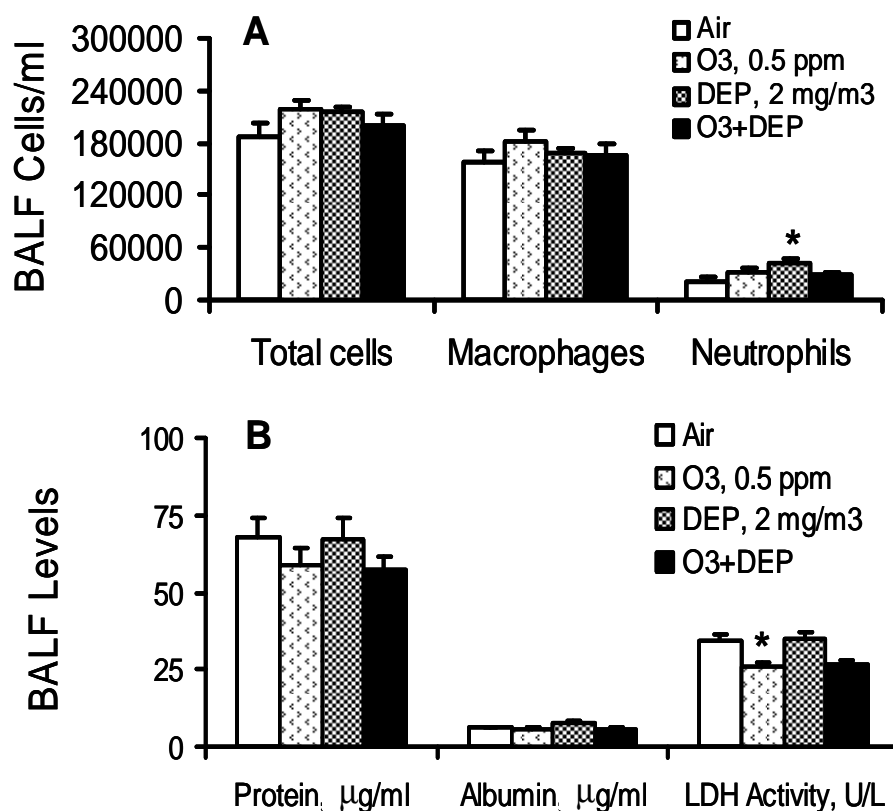 A
Air
O3, 0.5 ppm
DEP, 2 mg/m3
O3+DEP
BALF Cells/ml
300000
240000
180000
120000
60000
0
*
Total cells Macrophages Neutrophils
B
Air
O3, 0.5 ppm
DEP, 2 mg/m3
O3+DEP
BALF Levels
100
75
50
25
0
*
Protein, μg/ml Albumin, μg/ml LDH Activity, U/L